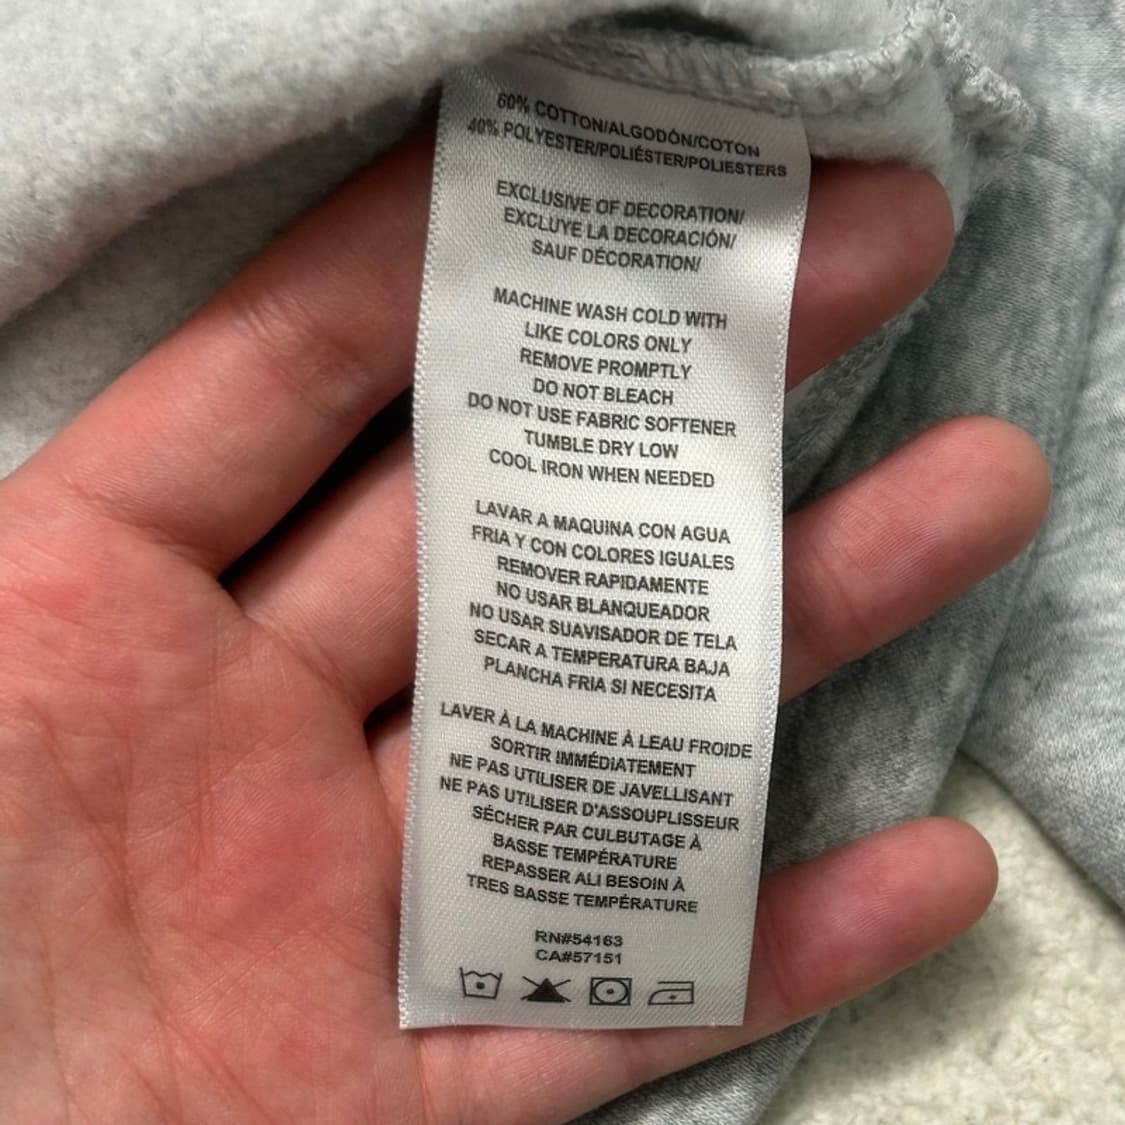 60% COTTON/ALGODÓN/COTON
40% POLYESTER/POLIÉSTER/POLIESTERS
EXCLUSIVE OF DECORATION/
EXCLUYE LA DECORACIÓN/
SAUF DÉCORATION/
MACHINE WASH COLD WITH
LIKE COLORS ONLY
REMOVE PROMPTLY
DO NOT BLEACH
DO NOT USE FABRIC SOFTENER
TUMBLE DRY LOW
COOL IRON WHEN NEEDED
LAVAR A MAQUINA CON AGUA
FRIA Y CON COLORES IGUALES
REMOVER RAPIDAMENTE
NO USAR BLANQUEADOR
NO USAR SUAVISADOR DE TELA
SECAR A TEMPERATURA BAJA
PLANCHA FRIA SI NECESITA
LAVER À LA MACHINE À LEAU FROIDE
SORTIR IMMÉDIATEMENT
NE PAS UTILISER DE JAVELLISANT
NE PAS UTILISER D'ASSOUPLISSEUR
SÉCHER PAR CULBUTAGE À
BASSE TEMPÉRATURE
REPASSER ALI BESOIN À
TRES BASSE TEMPÉRATURE
RN#54163
CA#57151